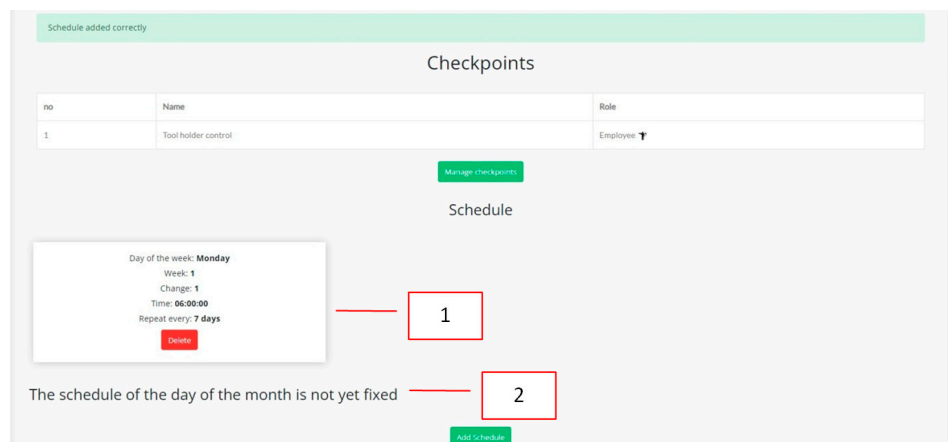 Schedule added correctly
Checkpoints
no Name Role
1 Tool holder control Employee
Manage checkpoints
Schedule
Day of the week: Monday
Week: 1
Change: 1
Time: 06:00:00
Repeat every: 7 days
Delete
1
The schedule of the day of the month is not yet fixed
2
Add Schedule